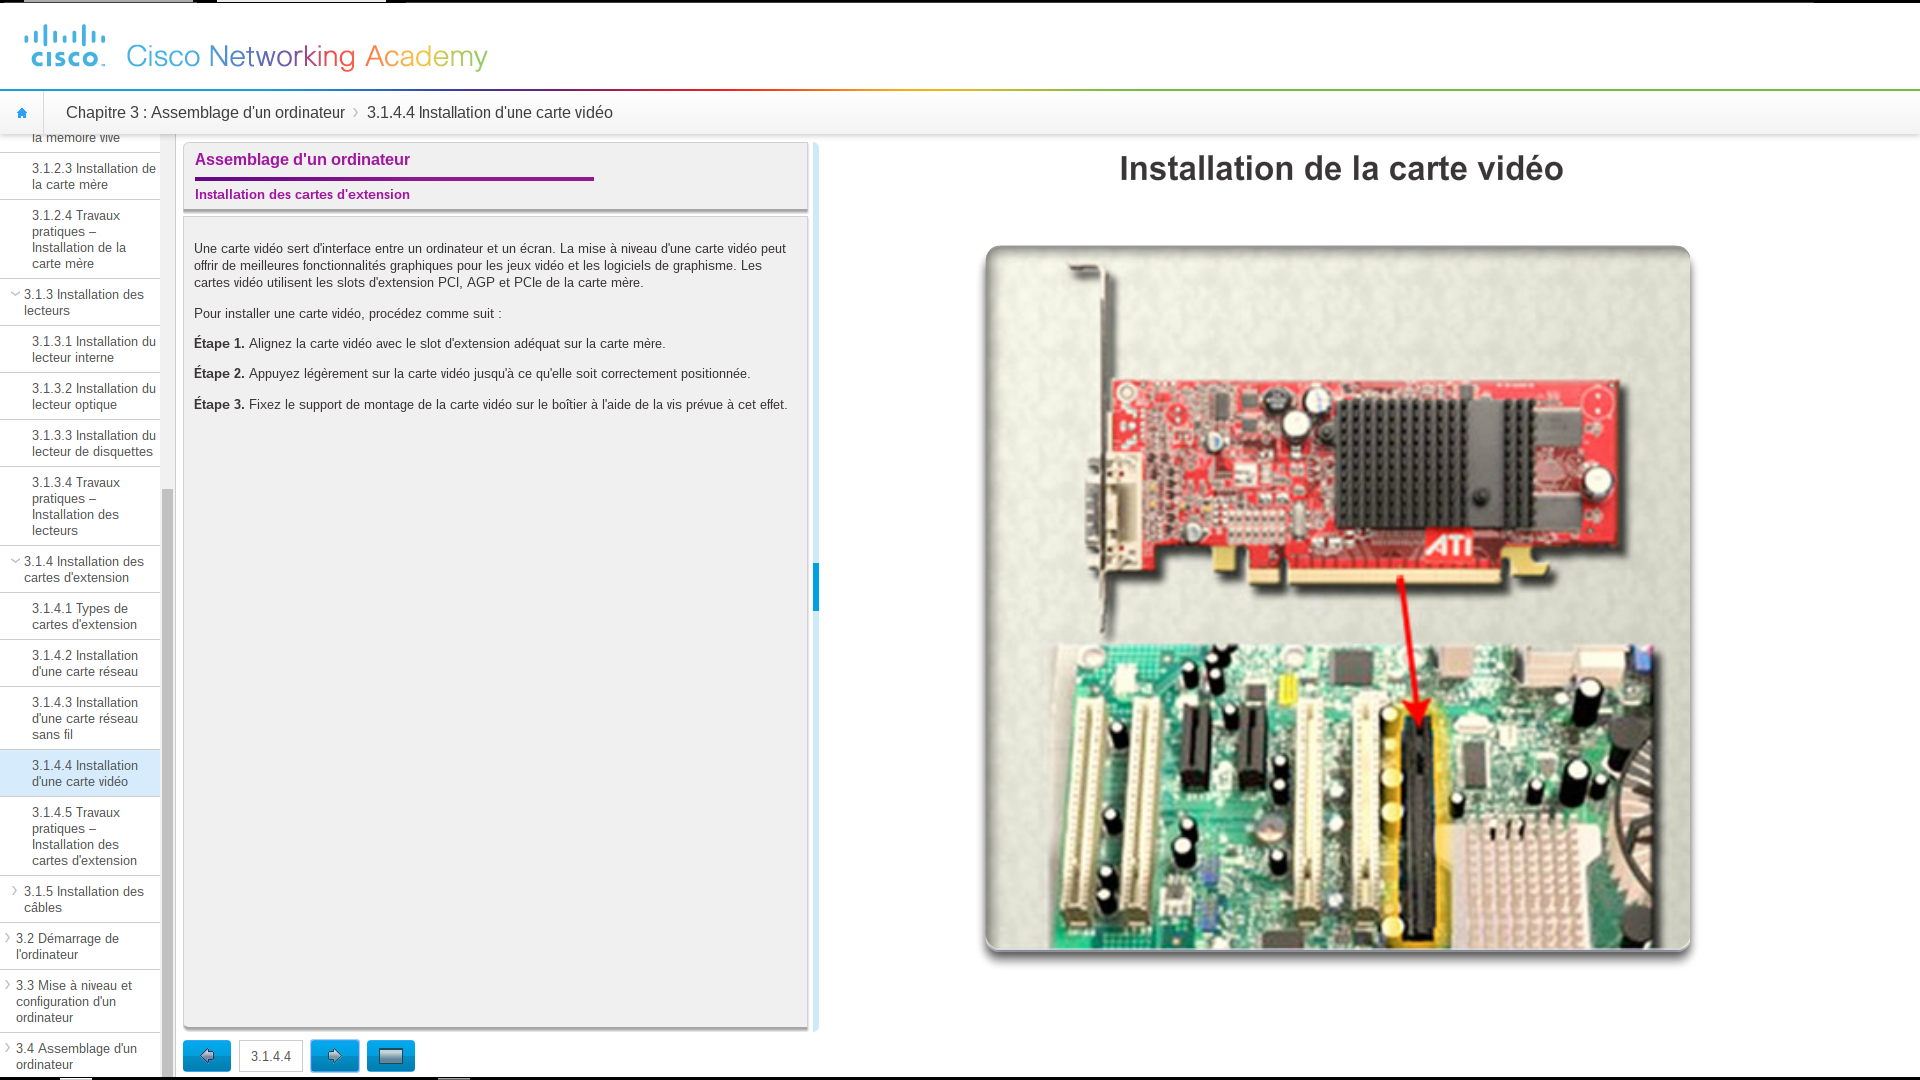 cisco
Cisco Networking Academy
Chapitre 3 : Assemblage d'un ordinateur
3.1.4.4 Installation d'une carte vidéo
la mémoire vive
3.1.2.3 Installation de
la carte mère
3.1.2.4 Travaux
pratiques –
Installation de la
carte mère
3.1.3 Installation des
lecteurs
3.1.3.1 Installation du
lecteur interne
3.1.3.2 Installation du
lecteur optique
3.1.3.3 Installation du
lecteur de disquettes
3.1.3.4 Travaux
pratiques –
Installation des
lecteurs
3.1.4 Installation des
cartes d'extension
3.1.4.1 Types de
cartes d'extension
3.1.4.2 Installation
d'une carte réseau
3.1.4.3 Installation
d'une carte réseau
sans fil
3.1.4.4 Installation
d'une carte vidéo
3.1.4.5 Travaux
pratiques –
Installation des
cartes d'extension
3.1.5 Installation des
câbles
3.2 Démarrage de
l'ordinateur
3.3 Mise à niveau et
configuration d'un
ordinateur
3.4 Assemblage d'un
ordinateur
Assemblage d'un ordinateur
Installation des cartes d'extension
Une carte vidéo sert d'interface entre un ordinateur et un écran. La mise à niveau d'une carte vidéo peut
offrir de meilleures fonctionnalités graphiques pour les jeux vidéo et les logiciels de graphisme. Les
cartes vidéo utilisent les slots d'extension PCI, AGP et PCIe de la carte mère.
Pour installer une carte vidéo, procédez comme suit :
Étape 1. Alignez la carte vidéo avec le slot d'extension adéquat sur la carte mère.
Étape 2. Appuyez légèrement sur la carte vidéo jusqu'à ce qu'elle soit correctement positionnée.
Étape 3. Fixez le support de montage de la carte vidéo sur le boîtier à l'aide de la vis prévue à cet effet.
3.1.4.4
Installation de la carte vidéo
ATI